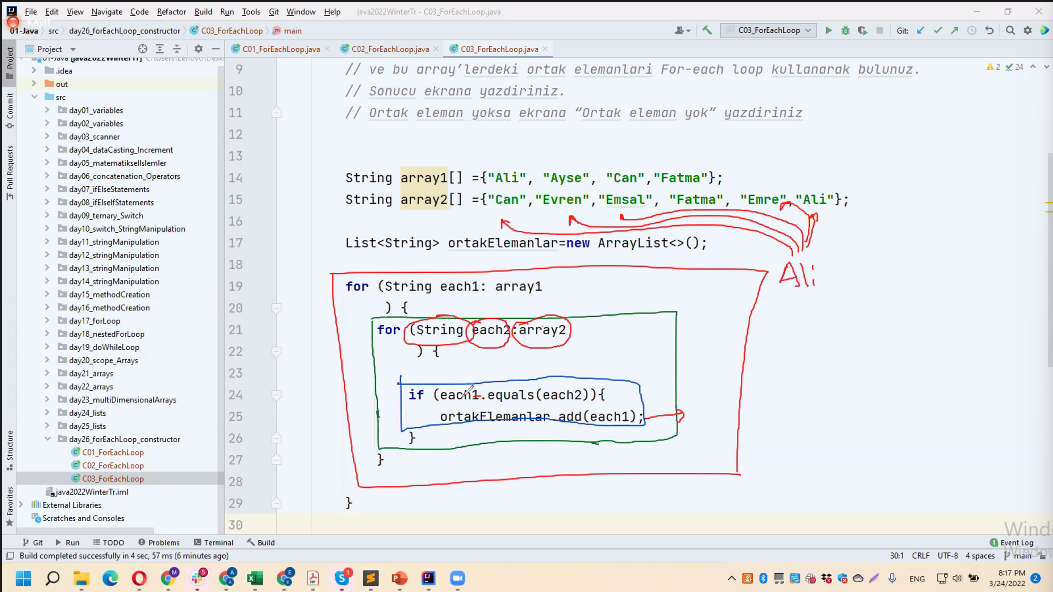 File Edit View Navigate Code Refactor Build Run Tools Git Window Help java2022WinterTr - C03_ForEachLoop.java
01-Java java2022WinterTr src day26_forEachLoop_constructor C03_ForEachLoop main C03_ForEachLoop Git:
Project C01_ForEachLoop.java C02_ForEachLoop.java C03_ForEachLoop.java
Project
Commit
Pull Requests
Structure
Favorites
.idea
out
src
day01_variables
day02_variables
day03_scanner
day04_dataCasting_Increment
day05_matematikselIslemler
day06_concatenation_Operators
day07_ifElseStatements
day08_ifElseStatements
day09_ternary_Switch
day10_switch_StringManipulation
day11_stringManipulation
day12_stringManipulation
day13_stringManipulation
day14_stringManipulation
day15_methodCreation
day16_methodCreation
day17_forLoop
day18_nestedForLoop
day20_scope_Arrays
day21_arrays
day22_arrays
day23_multiDimensionalArrays
day24_lists
day25_lists
day26_forEachLoop_constructor
C01_ForEachLoop
C02_ForEachLoop
C03_ForEachLoop
java2022WinterTr.iml
External Libraries
Scratches and Consoles
2 24
9 // ve bu array'lerdeki ortak elemanlari For-each loop kullanarak bulunuz.
10 // Sonucu ekrana yazdiriniz.
11 // Ortak eleman yoksa ekrana “Ortak eleman yok” yazdiriniz
12
13
14 String array1[] ={"Ali", "Ayse", "Can","Fatma"};
15 String array2[] ={"Can","Evren","Emsal", "Fatma", "Emre","Ali"};
16
17 List<String> ortakElemanlar=new ArrayList<>();
18
Ali
19 for (String each1: array1
20 ) {
21 for (String each2:array2
22 ) {
23
24 if (each1.equals(each2)){
25 ortakElemanlar.add(each1);
26 }
27 }
28
29 }
30
Git Run TODO Problems Terminal Build Event Log
Build completed successfully in 4 sec, 57 ms (6 minutes ago) 30:1 CRLF UTF-8 4 spaces main
ENG 8:17 PM
3/24/2022